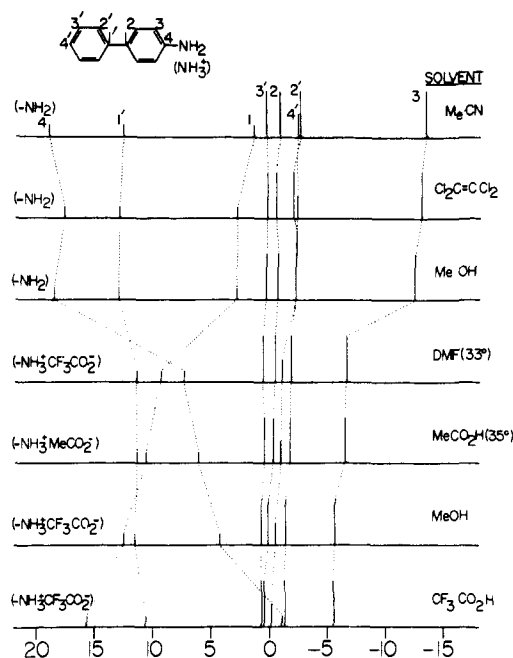 3' 2' 2 3
4' 1' 4 NH₂
(NH₃⁺)
SOLVENT
(-NH₂) 4 1' 1 3' 2 4' 2' 3 MeCN
(-NH₂) Cl₂C=CCl₂
(-NH₂) MeOH
(-NH₃⁺CF₃CO₂⁻) DMF(33°)
(-NH₃⁺MeCO₂⁻) MeCO₂H(35°)
(-NH₃⁺CF₃CO₂⁻) MeOH
(-NH₃⁺CF₃CO₂⁻) CF₃CO₂H
20 15 10 5 0 -5 -10 -15